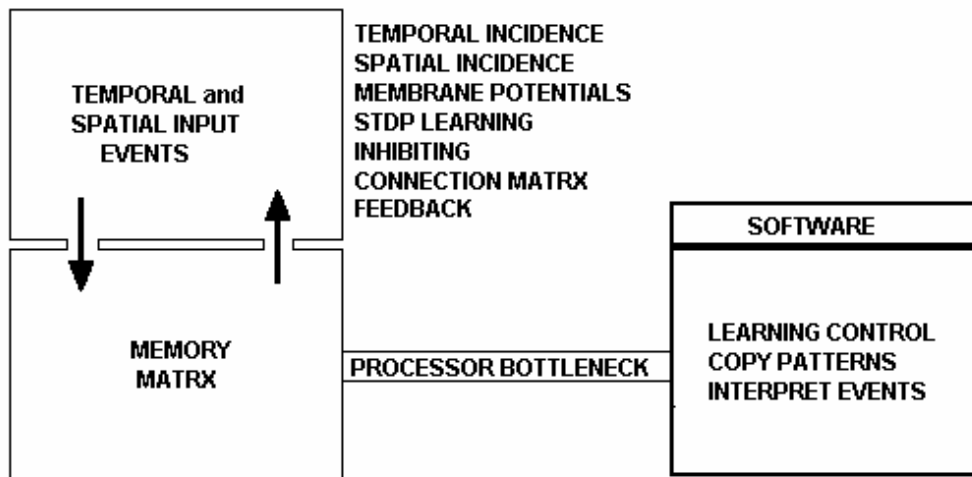 TEMPORAL and
SPATIAL INPUT
EVENTS
TEMPORAL INCIDENCE
SPATIAL INCIDENCE
MEMBRANE POTENTIALS
STDP LEARNING
INHIBITING
CONNECTION MATRX
FEEDBACK
MEMORY
MATRX
PROCESSOR BOTTLENECK
SOFTWARE
LEARNING CONTROL
COPY PATTERNS
INTERPRET EVENTS